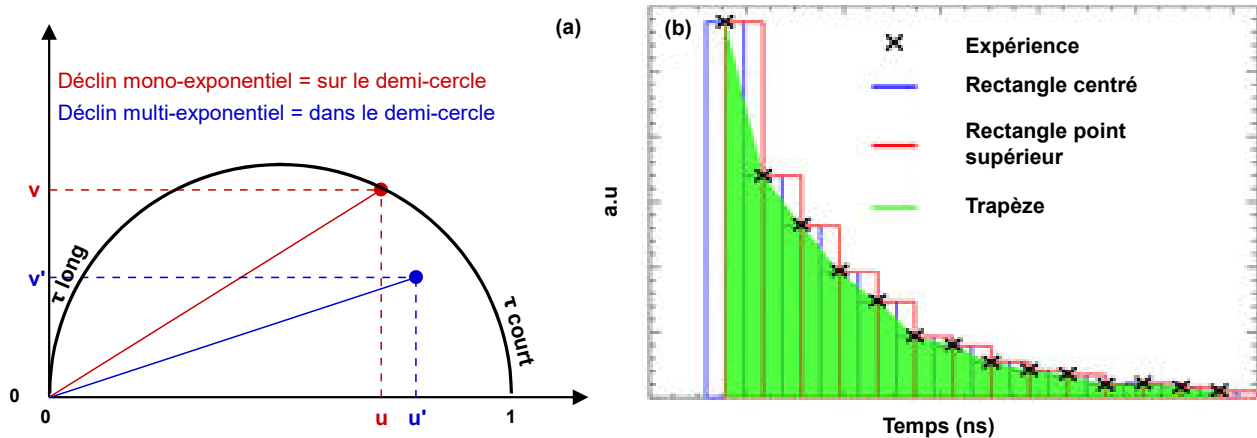 (a)
Déclin mono-exponentiel = sur le demi-cercle
Déclin multi-exponentiel = dans le demi-cercle
v
v'
τ long
τ court
0
0
u
u'
1
(b)
Expérience
Rectangle centré
Rectangle point
supérieur
Trapèze
a.u
Temps (ns)